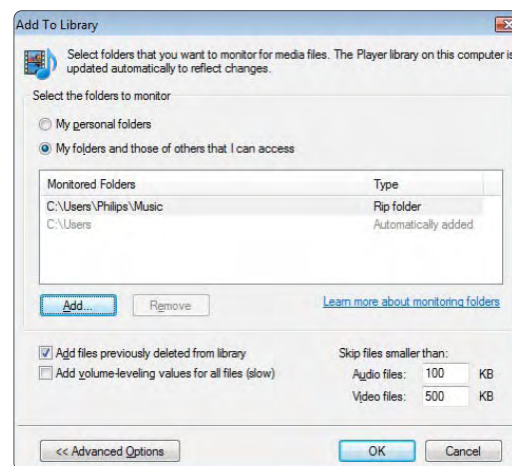 Add To Library
Select folders that you want to monitor for media files. The Player library on this computer is
updated automatically to reflect changes.
Select the folders to monitor
My personal folders
My folders and those of others that I can access
Monitored Folders Type
C:\Users\Philips\Music Rip folder
C:\Users Automatically added
Add... Remove Learn more about monitoring folders
Add files previously deleted from library Skip files smaller than:
Add volume-leveling values for all files (slow) Audio files: 100 KB
Video files: 500 KB
<< Advanced Options OK Cancel